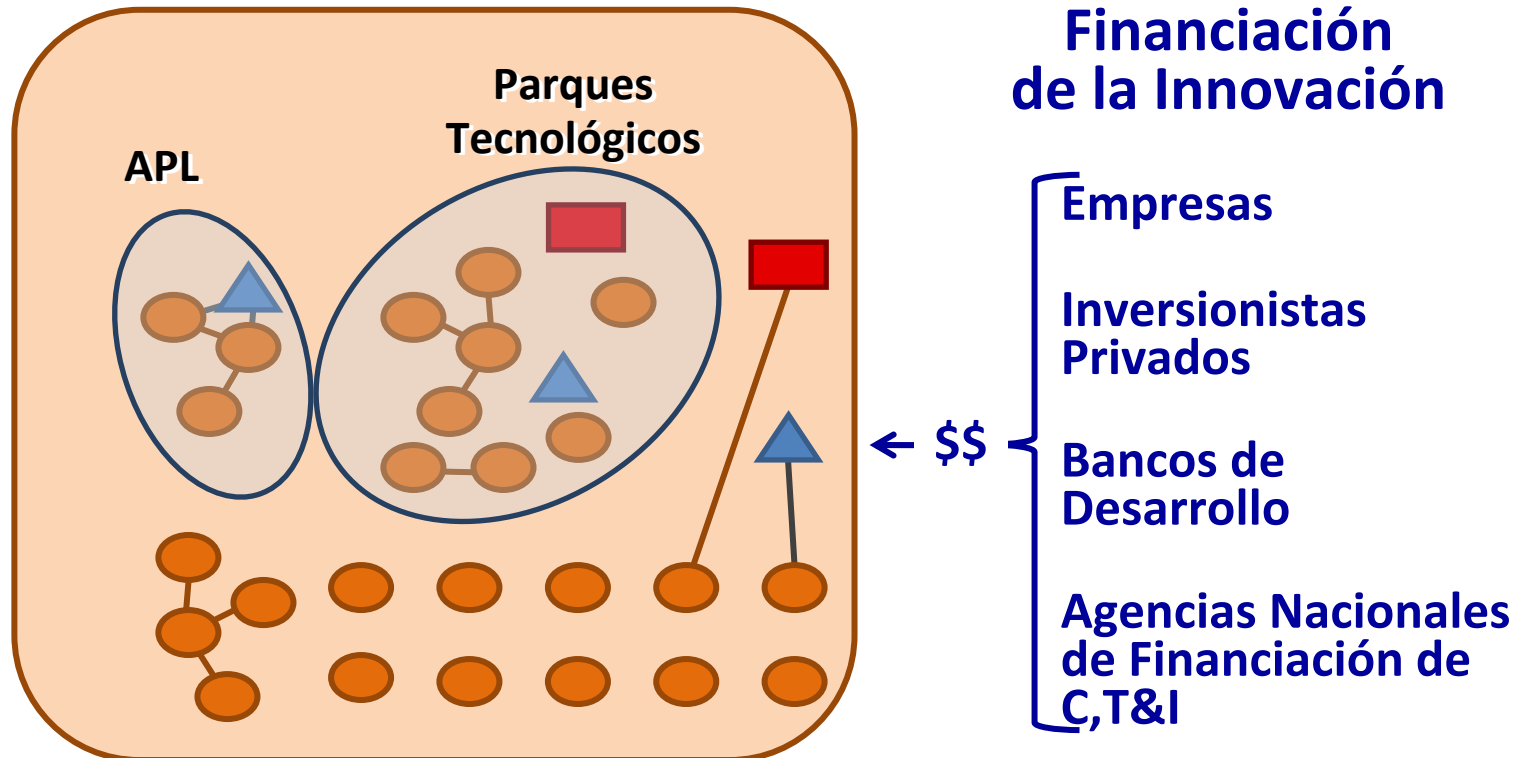 Financiación
de la Innovación
Parques
Tecnológicos
APL
Empresas
Inversionistas
Privados
$$
Bancos de
Desarrollo
Agencias Nacionales
de Financiación de
C,T&I